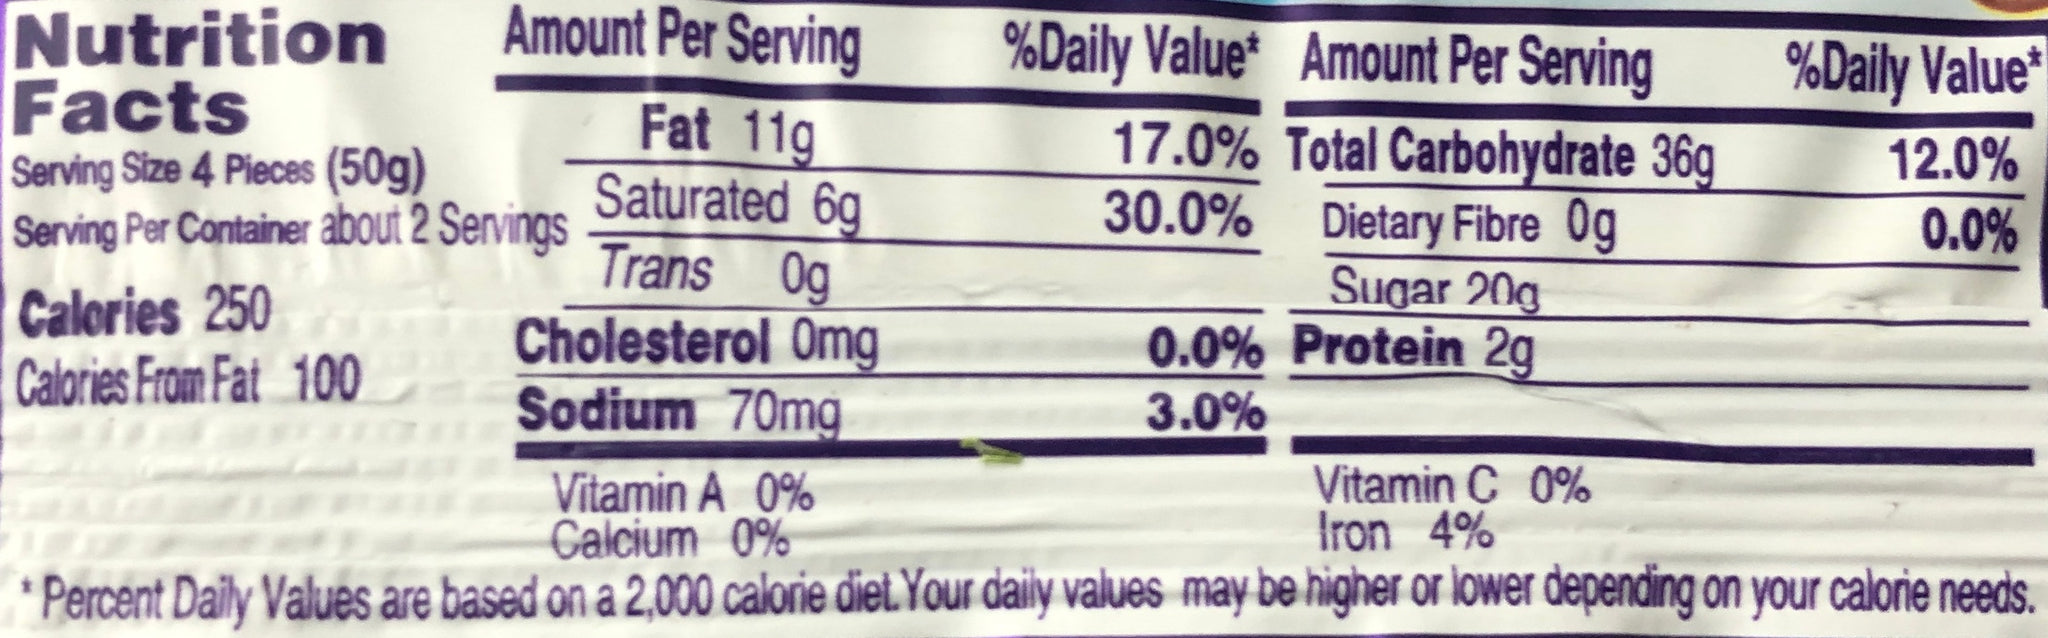 Nutrition
Facts
Serving Size 4 Pieces (50g)
Serving Per Container about 2 Servings
Calories 250
Calories From Fat 100
Amount Per Serving %Daily Value*
Fat 11g 17.0%
Saturated 6g 30.0%
Trans 0g
Cholesterol 0mg 0.0%
Sodium 70mg 3.0%
Vitamin A 0%
Calcium 0%
Amount Per Serving %Daily Value*
Total Carbohydrate 36g 12.0%
Dietary Fibre 0g 0.0%
Sugar 20g
Protein 2g
Vitamin C 0%
Iron 4%
* Percent Daily Values are based on a 2,000 calorie diet.Your daily values may be higher or lower depending on your calorie needs.